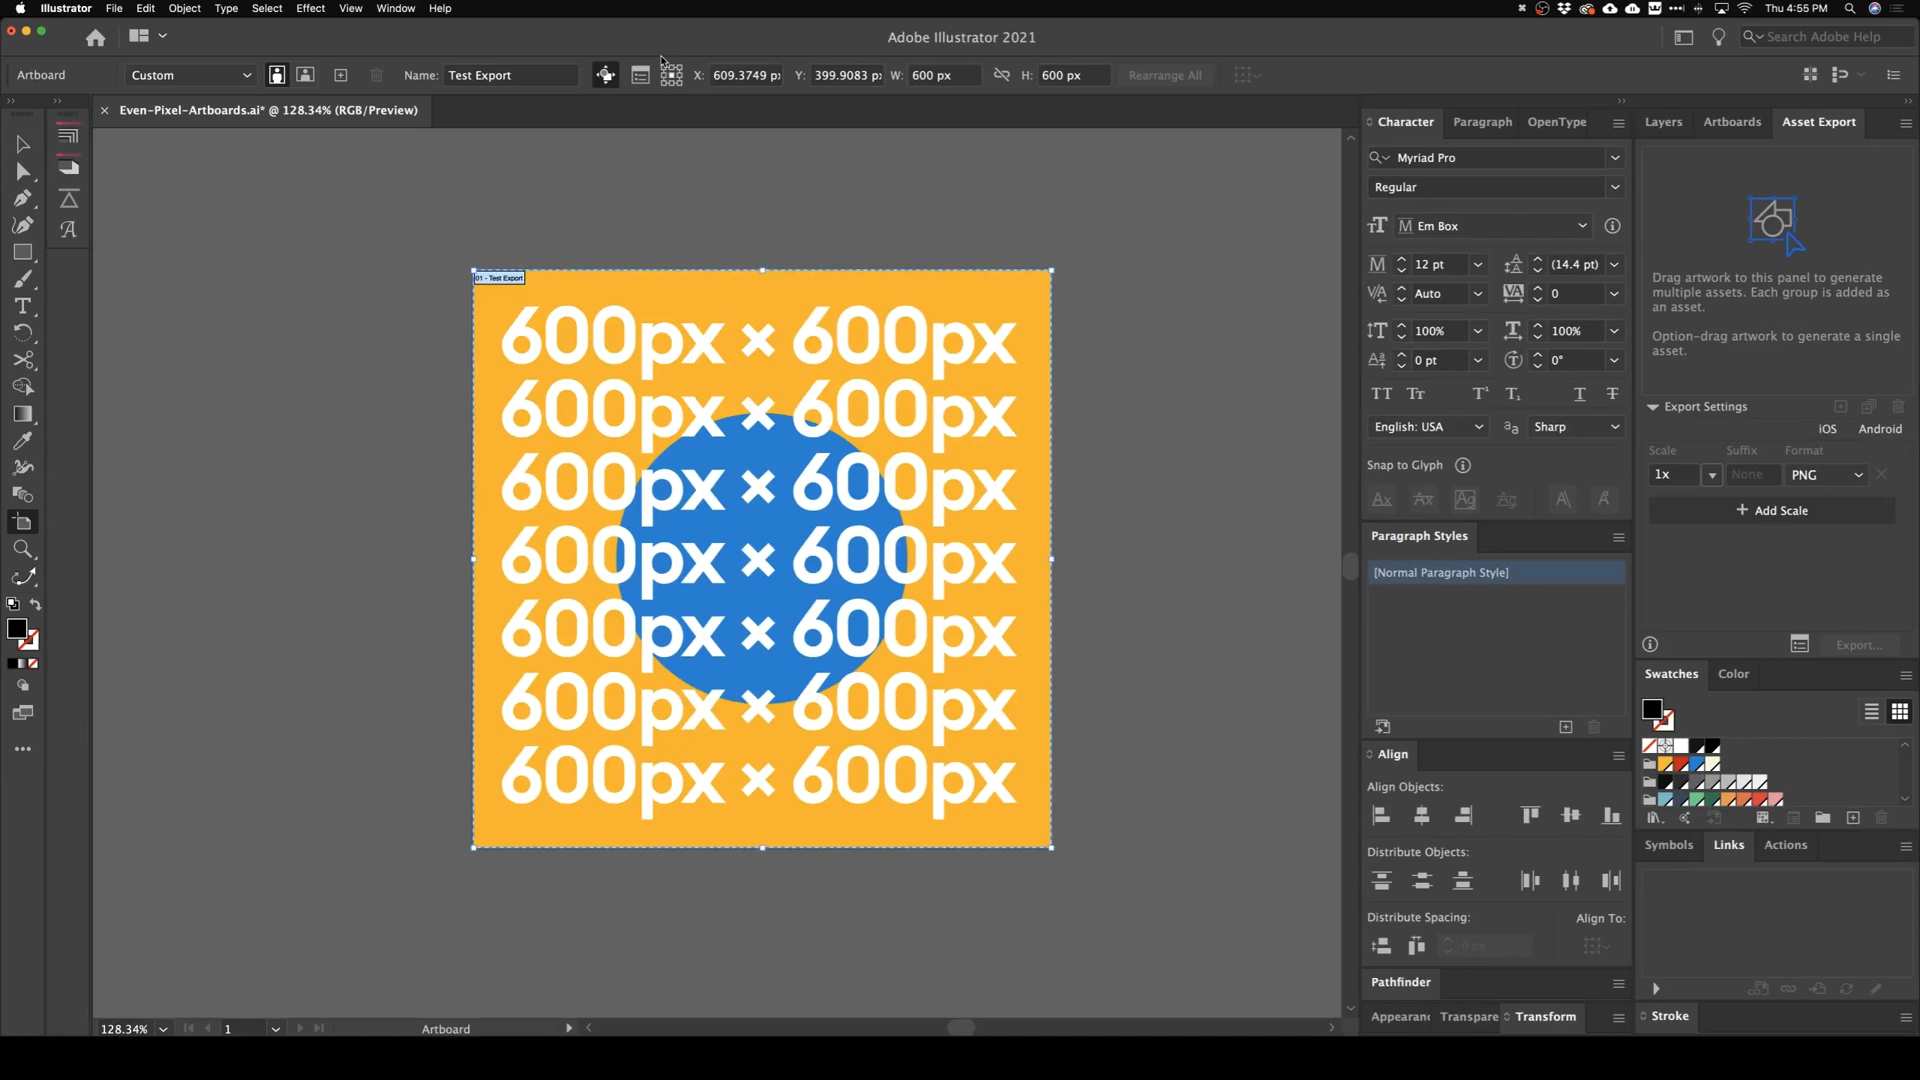 Illustrator File Edit Object Type Select Effect View Window Help
Thu 4:55 PM
Adobe Illustrator 2021
Search Adobe Help
Artboard
Custom
Name:
Test Export
X: 609.3749 p
Y: 399.9083 p
W: 600 px
H: 600 px
Rearrange All
Even-Pixel-Artboards.ai* @ 128.34% (RGB/Preview)
01 - Test Export
600px × 600px
600px × 600px
600px × 600px
600px × 600px
600px × 600px
600px × 600px
600px × 600px
128.34%
1
Artboard
Character Paragraph OpenType
Myriad Pro
Regular
Em Box
12 pt
(14.4 pt)
Auto
0
100%
100%
0 pt
0°
English: USA
Sharp
Snap to Glyph
Paragraph Styles
[Normal Paragraph Style]
Align
Align Objects:
Distribute Objects:
Distribute Spacing:
Align To:
0 px
Pathfinder
Appearan Transpare Transform
Layers Artboards Asset Export
Drag artwork to this panel to generate
multiple assets. Each group is added as
an asset.
Option-drag artwork to generate a single
asset.
Export Settings
iOS Android
Scale Suffix Format
1x None PNG
+ Add Scale
Export...
Swatches Color
Symbols Links Actions
Stroke